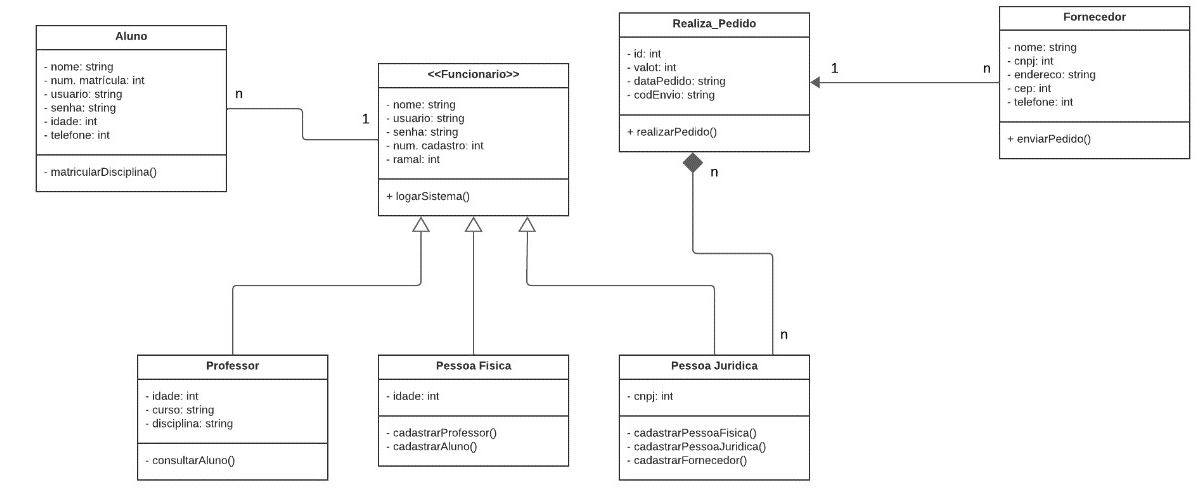 Aluno
- nome: string
- num. matrícula: int
- usuario: string
- senha: string
- idade: int
- telefone: int
- matricularDisciplina()
n
1
<<Funcionario>>
- nome: string
- usuario: string
- senha: string
- num. cadastro: int
- ramal: int
+ logarSistema()
Realiza_Pedido
- id: int
- valot: int
- dataPedido: string
- codEnvio: string
+ realizarPedido()
1
n
Fornecedor
- nome: string
- cnpj: int
- endereco: string
- cep: int
- telefone: int
+ enviarPedido()
n
n
Professor
- idade: int
- curso: string
- disciplina: string
- consultarAluno()
Pessoa Fisica
- idade: int
- cadastrarProfessor()
- cadastrarAluno()
Pessoa Juridica
- cnpj: int
- cadastrarPessoaFisica()
- cadastrarPessoaJuridica()
- cadastrarFornecedor()